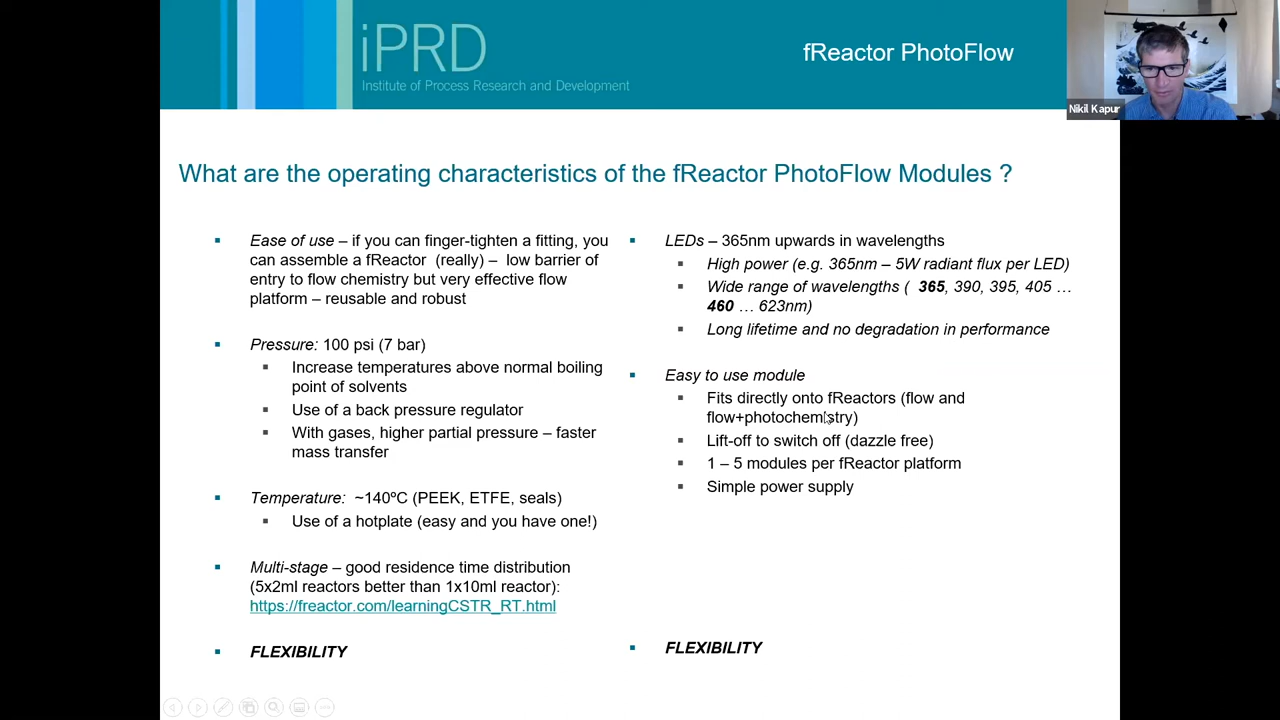 iPRD
Institute of Process Research and Development
fReactor PhotoFlow
Nikil Kapur
What are the operating characteristics of the fReactor PhotoFlow Modules ?
Ease of use – if you can finger-tighten a fitting, you
can assemble a fReactor (really) – low barrier of
entry to flow chemistry but very effective flow
platform – reusable and robust
Pressure: 100 psi (7 bar)
Increase temperatures above normal boiling
point of solvents
Use of a back pressure regulator
With gases, higher partial pressure – faster
mass transfer
Temperature: ~140ºC (PEEK, ETFE, seals)
Use of a hotplate (easy and you have one!)
Multi-stage – good residence time distribution
(5x2ml reactors better than 1x10ml reactor):
https://freactor.com/learningCSTR_RT.html
FLEXIBILITY
LEDs – 365nm upwards in wavelengths
High power (e.g. 365nm – 5W radiant flux per LED)
Wide range of wavelengths ( 365, 390, 395, 405 …
460 … 623nm)
Long lifetime and no degradation in performance
Easy to use module
Fits directly onto fReactors (flow and
flow+photochemistry)
Lift-off to switch off (dazzle free)
1 – 5 modules per fReactor platform
Simple power supply
FLEXIBILITY